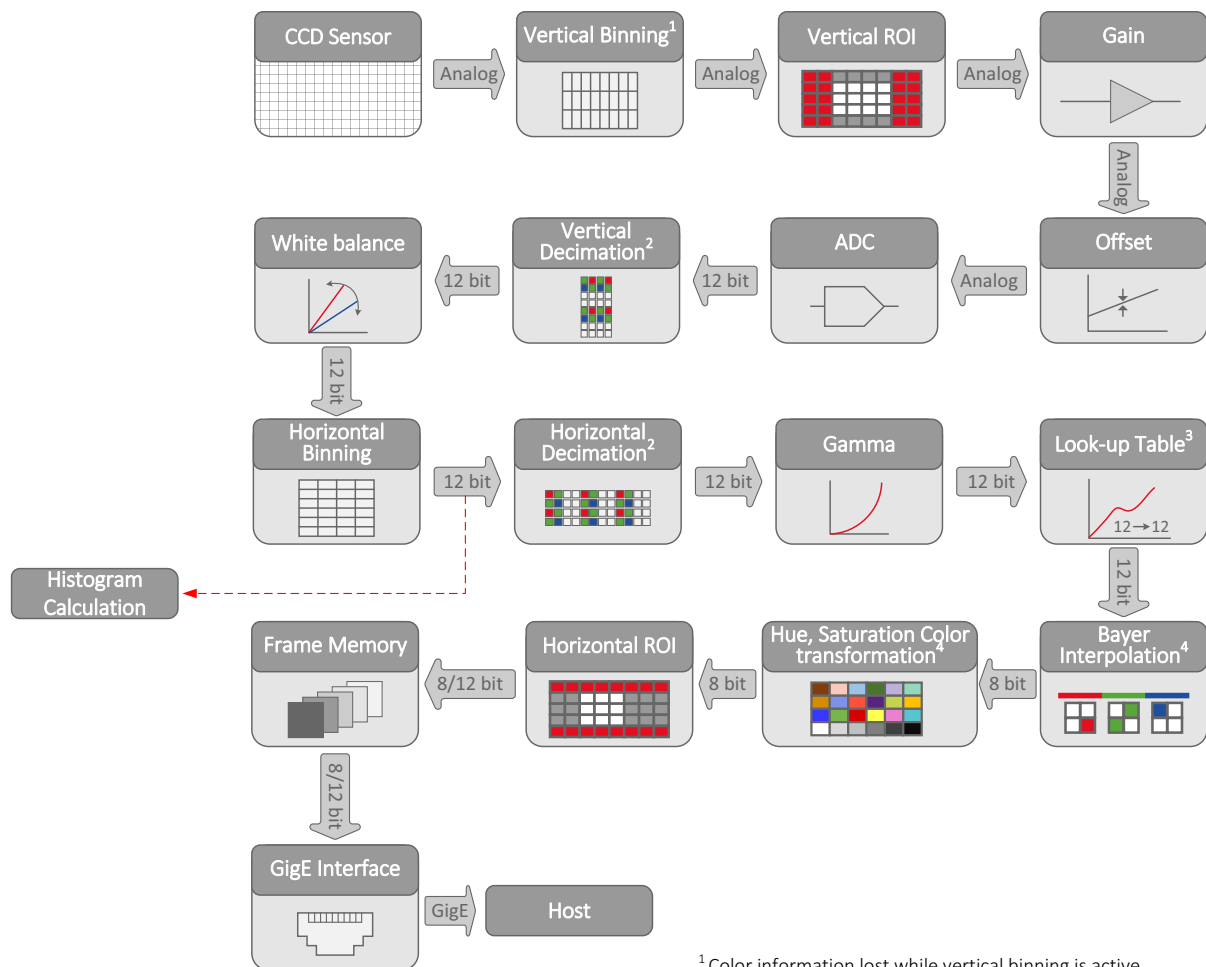 CCD Sensor
Analog
Vertical Binning¹
Analog
Vertical ROI
Analog
Gain
Analog
Offset
Analog
ADC
12 bit
Vertical
Decimation²
12 bit
White balance
12 bit
Horizontal
Binning
12 bit
Horizontal
Decimation²
12 bit
Gamma
12 bit
Look-up Table³
12→12
12 bit
Histogram
Calculation
Bayer
Interpolation⁴
8 bit
Hue, Saturation Color
transformation⁴
8 bit
Horizontal ROI
8/12 bit
Frame Memory
8/12 bit
GigE Interface
GigE
Host
¹ Color information lost while vertical binning is active